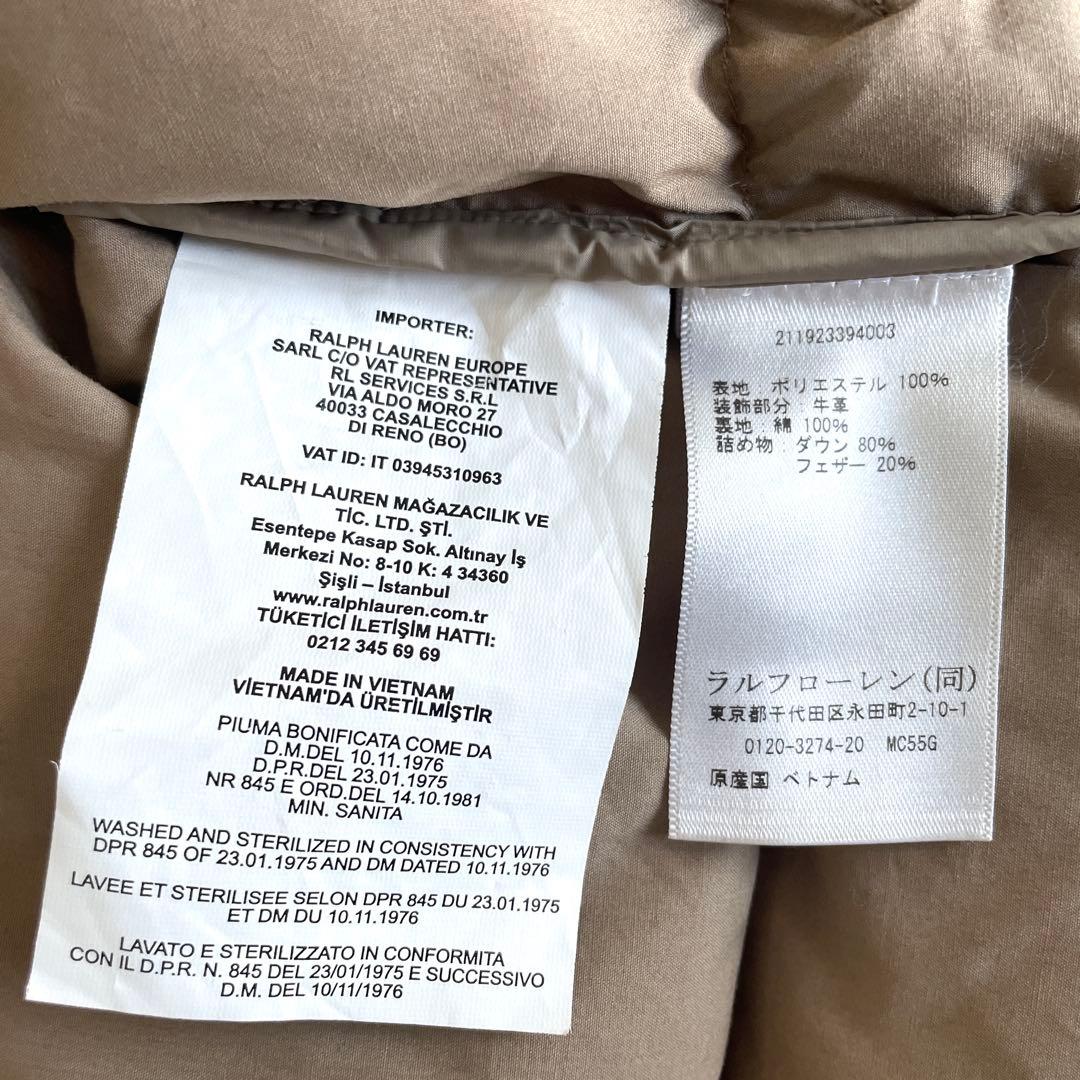 IMPORTER:
RALPH LAUREN EUROPE
SARL C/O VAT REPRESENTATIVE
RL SERVICES S.R.L
VIA ALDO MORO 27
40033 CASALECCHIO
DI RENO (BO)
VAT ID: IT 03945310963
RALPH LAUREN MAĞAZACILIK VE
TİC. LTD. ŞTİ.
Esentepe Kasap Sok. Altınay İş
Merkezi No: 8-10 K: 4 34360
Şişli – İstanbul
www.ralphlauren.com.tr
TÜKETİCİ İLETİŞİM HATTI:
0212 345 69 69
MADE IN VIETNAM
VİETNAM'DA ÜRETİLMİŞTİR
PIUMA BONIFICATA COME DA
D.M.DEL 10.11.1976
D.P.R.DEL 23.01.1975
NR 845 E ORD.DEL 14.10.1981
MIN. SANITA
WASHED AND STERILIZED IN CONSISTENCY WITH
DPR 845 OF 23.01.1975 AND DM DATED 10.11.1976
LAVEE ET STERILISEE SELON DPR 845 DU 23.01.1975
ET DM DU 10.11.1976
LAVATO E STERILIZZATO IN CONFORMITA
CON IL D.P.R. N. 845 DEL 23/01/1975 E SUCCESSIVO
D.M. DEL 10/11/1976
211923394003
表地：ポリエステル 100%
装飾部分：牛革
裏地：綿 100%
詰め物：ダウン 80%
フェザー 20%
ラルフローレン(同)
東京都千代田区永田町2-10-1
0120-3274-20 MC55G
原産国 ベトナム